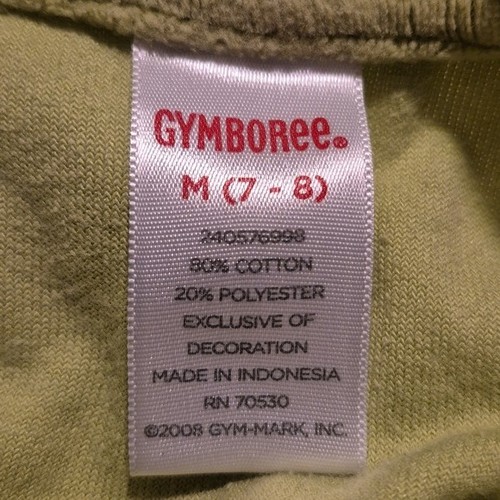 GYMBOREE®
M (7 - 8)
240576998
80% COTTON
20% POLYESTER
EXCLUSIVE OF
DECORATION
MADE IN INDONESIA
RN 70530
©2008 GYM-MARK, INC.